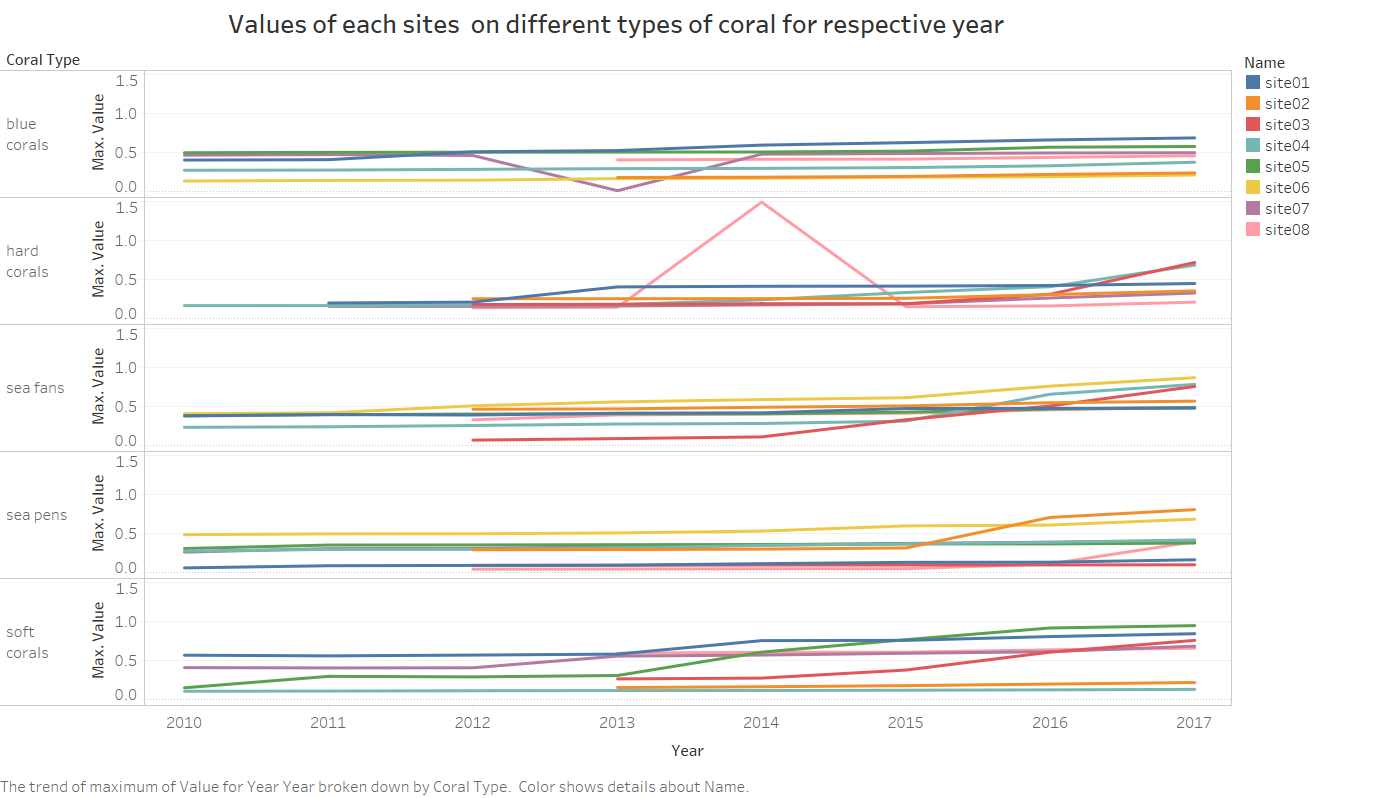 Values of each sites  on different types of coral for respective year
Coral Type
Name
site01
site02
site03
site04
site05
site06
site07
site08
blue
corals
Max. Value
1.5
1.0
0.5
0.0
hard
corals
Max. Value
1.5
1.0
0.5
0.0
sea fans
Max. Value
1.5
1.0
0.5
0.0
sea pens
Max. Value
1.5
1.0
0.5
0.0
soft
corals
Max. Value
1.5
1.0
0.5
0.0
2010 2011 2012 2013 2014 2015 2016 2017
Year
The trend of maximum of Value for Year Year broken down by Coral Type.  Color shows details about Name.